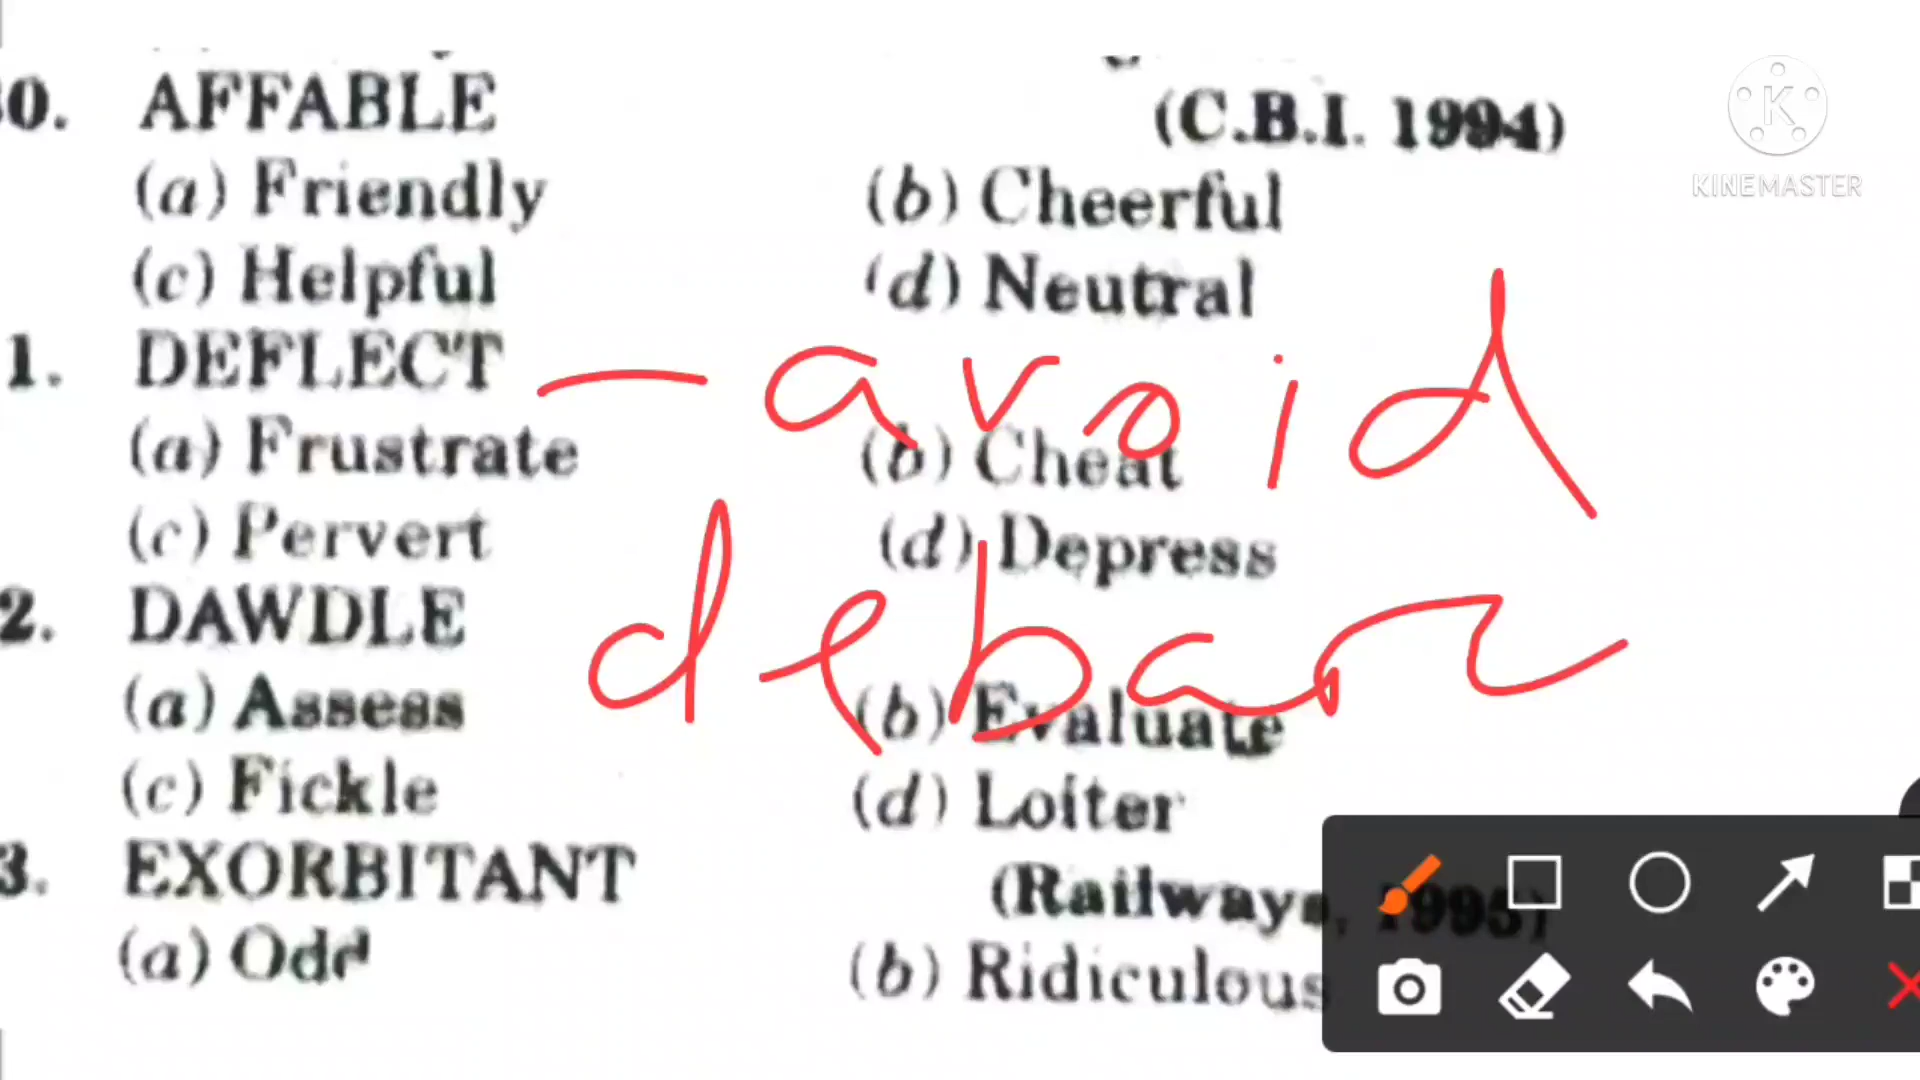 0. AFFABLE
(C.B.I. 1994)
(a) Friendly (b) Cheerful
(c) Helpful (d) Neutral
1. DEFLECT – avoid
(a) Frustrate (b) Cheat
(c) Pervert (d) Depress
2. DAWDLE debar
(a) Assess (b) Evaluate
(c) Fickle (d) Loiter
3. EXORBITANT (Railways, 1995)
(a) Odd (b) Ridiculous
KINEMASTER